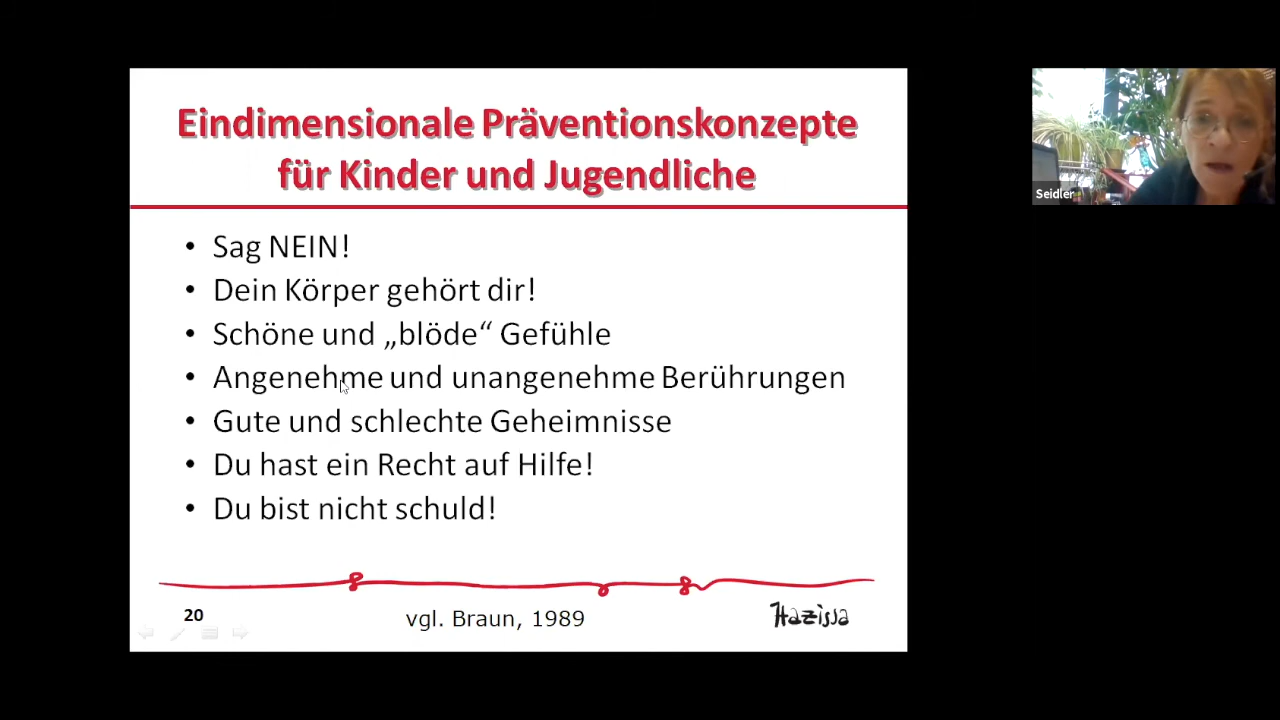 Eindimensionale Präventionskonzepte
für Kinder und Jugendliche
• Sag NEIN!
• Dein Körper gehört dir!
• Schöne und „blöde“ Gefühle
• Angenehme und unangenehme Berührungen
• Gute und schlechte Geheimnisse
• Du hast ein Recht auf Hilfe!
• Du bist nicht schuld!
20
vgl. Braun, 1989
Hazissa
Seidler